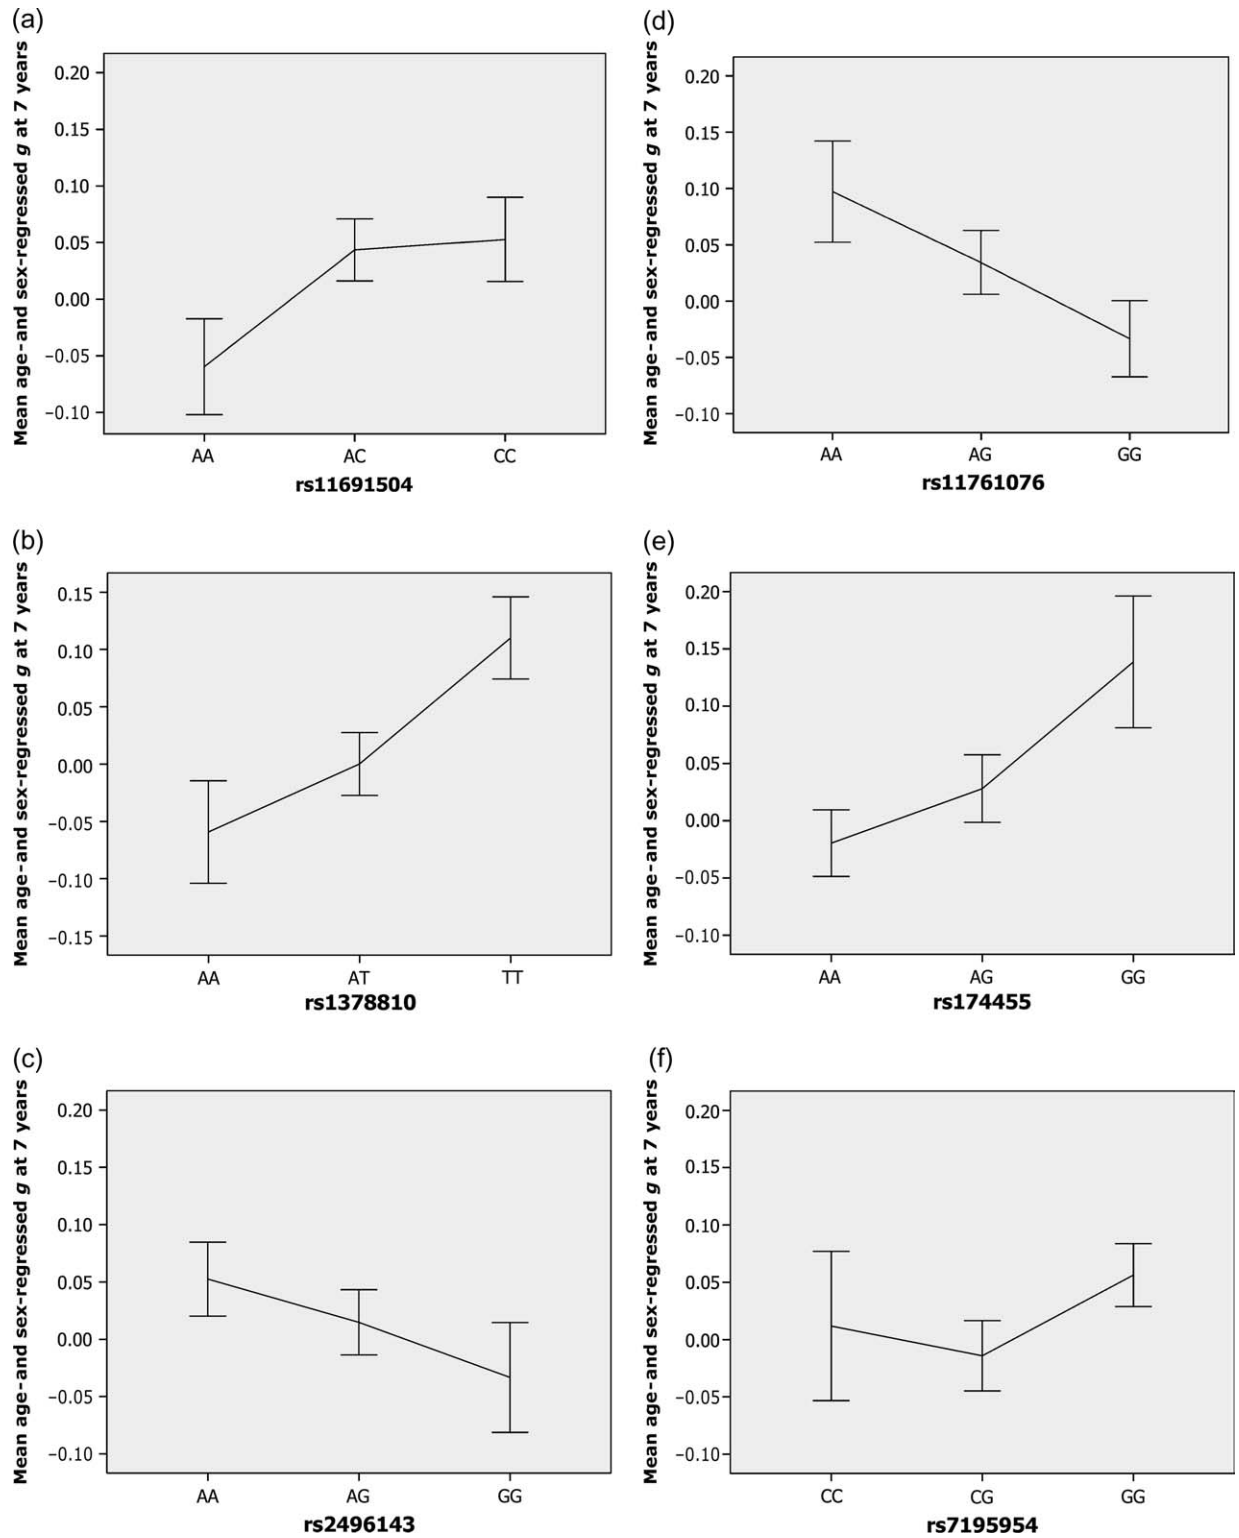 (a)
Mean age-and sex-regressed g at 7 years
0.20
0.15
0.10
0.05
0.00
−0.05
−0.10
AA AC CC
rs11691504
(b)
Mean age-and sex-regressed g at 7 years
0.15
0.10
0.05
0.00
−0.05
−0.10
−0.15
AA AT TT
rs1378810
(c)
Mean age-and sex-regressed g at 7 years
0.20
0.15
0.10
0.05
0.00
−0.05
−0.10
AA AG GG
rs2496143
(d)
Mean age-and sex-regressed g at 7 years
0.20
0.15
0.10
0.05
0.00
−0.05
−0.10
AA AG GG
rs11761076
(e)
Mean age-and sex-regressed g at 7 years
0.20
0.15
0.10
0.05
0.00
−0.05
−0.10
AA AG GG
rs174455
(f)
Mean age-and sex-regressed g at 7 years
0.20
0.15
0.10
0.05
0.00
−0.05
−0.10
CC CG GG
rs7195954